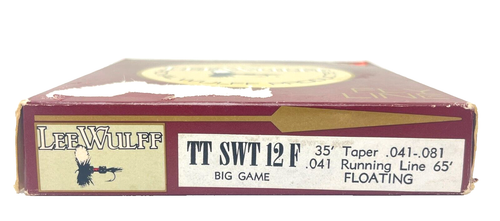 LEE WULFF
TT SWT 12 F
BIG GAME
35' Taper .041-.081
.041 Running Line 65'
FLOATING